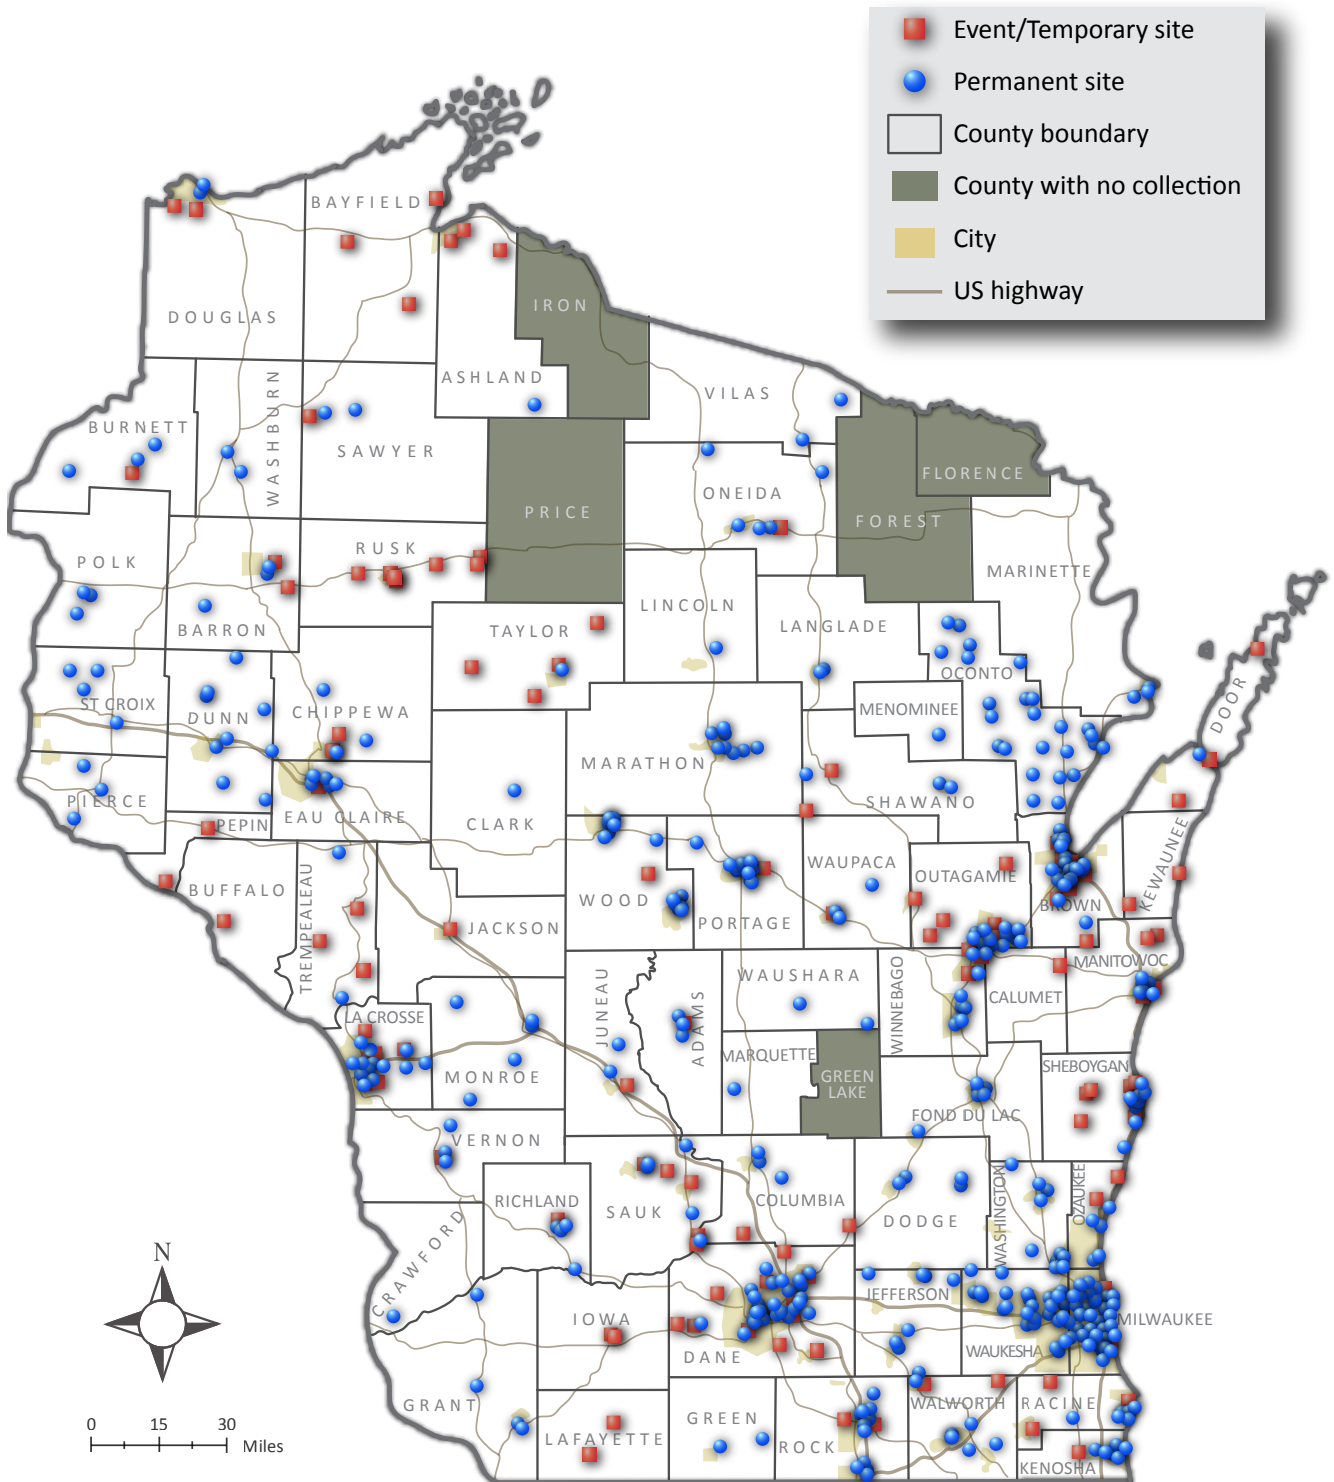 Event/Temporary site
Permanent site
County boundary
County with no collection
City
US highway
BAYFIELD
DOUGLAS
IRON
ASHLAND
VILAS
WASHBURN
BURNETT
SAWYER
FLORENCE
ONEIDA
PRICE
FOREST
RUSK
POLK
MARINETTE
LINCOLN
LANGLADE
TAYLOR
BARRON
OCONTO
DOOR
ST CROIX
DUNN
CHIPPEWA
MENOMINEE
MARATHON
PIERCE
SHAWANO
EAU CLAIRE
CLARK
PEPIN
KEWAUNEE
WAUPACA
OUTAGAMIE
BUFFALO
TREMPEALEAU
WOOD
BROWN
PORTAGE
JACKSON
MANITOWOC
WAUSHARA
WINNEBAGO
CALUMET
JUNEAU
ADAMS
LA CROSSE
MARQUETTE
GREEN
LAKE
SHEBOYGAN
MONROE
FOND DU LAC
VERNON
RICHLAND
SAUK
COLUMBIA
DODGE
WASHINGTON
OZAUKEE
CRAWFORD
N
JEFFERSON
IOWA
MILWAUKEE
DANE
WAUKESHA
GRANT
GREEN
WALWORTH
RACINE
LAFAYETTE
ROCK
KENOSHA
0 15 30
Miles